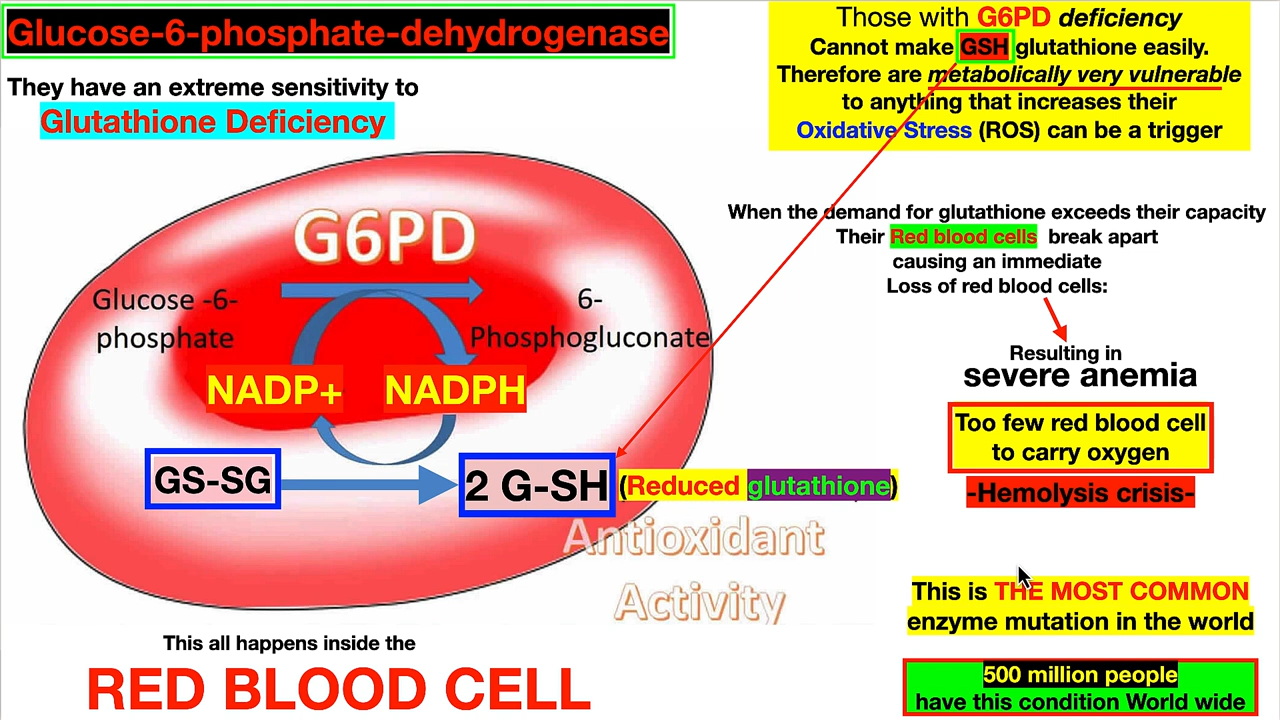 Glucose-6-phosphate-dehydrogenase
They have an extreme sensitivity to
Glutathione Deficiency
Those with G6PD deficiency
Cannot make GSH glutathione easily.
Therefore are metabolically very vulnerable
to anything that increases their
Oxidative Stress (ROS) can be a trigger
When the demand for glutathione exceeds their capacity
Their Red blood cells break apart
causing an immediate
Loss of red blood cells:
Resulting in
severe anemia
Too few red blood cell
to carry oxygen
-Hemolysis crisis-
G6PD
Glucose -6-
phosphate
6-
Phosphogluconate
NADP+ NADPH
GS-SG
2 G-SH (Reduced glutathione)
Antioxidant
Activity
This all happens inside the
RED BLOOD CELL
This is THE MOST COMMON
enzyme mutation in the world
500 million people
have this condition World wide